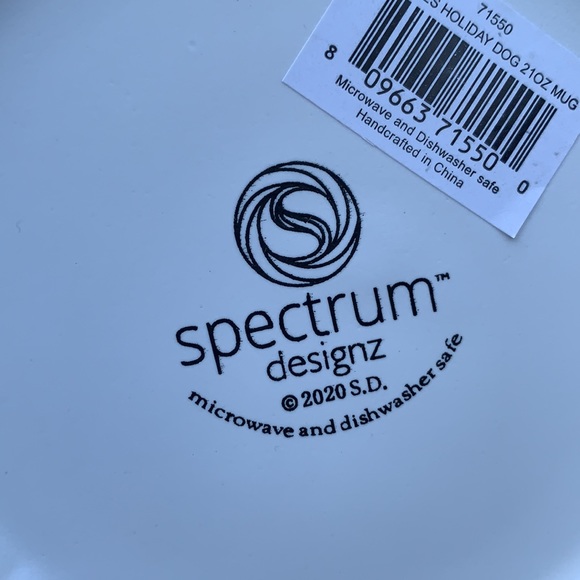 71550
HOLIDAY DOG 21OZ MUG
8 09663 71550 0
Microwave and Dishwasher safe
Handcrafted in China
spectrum™
designz
©2020 S.D.
microwave and dishwasher safe